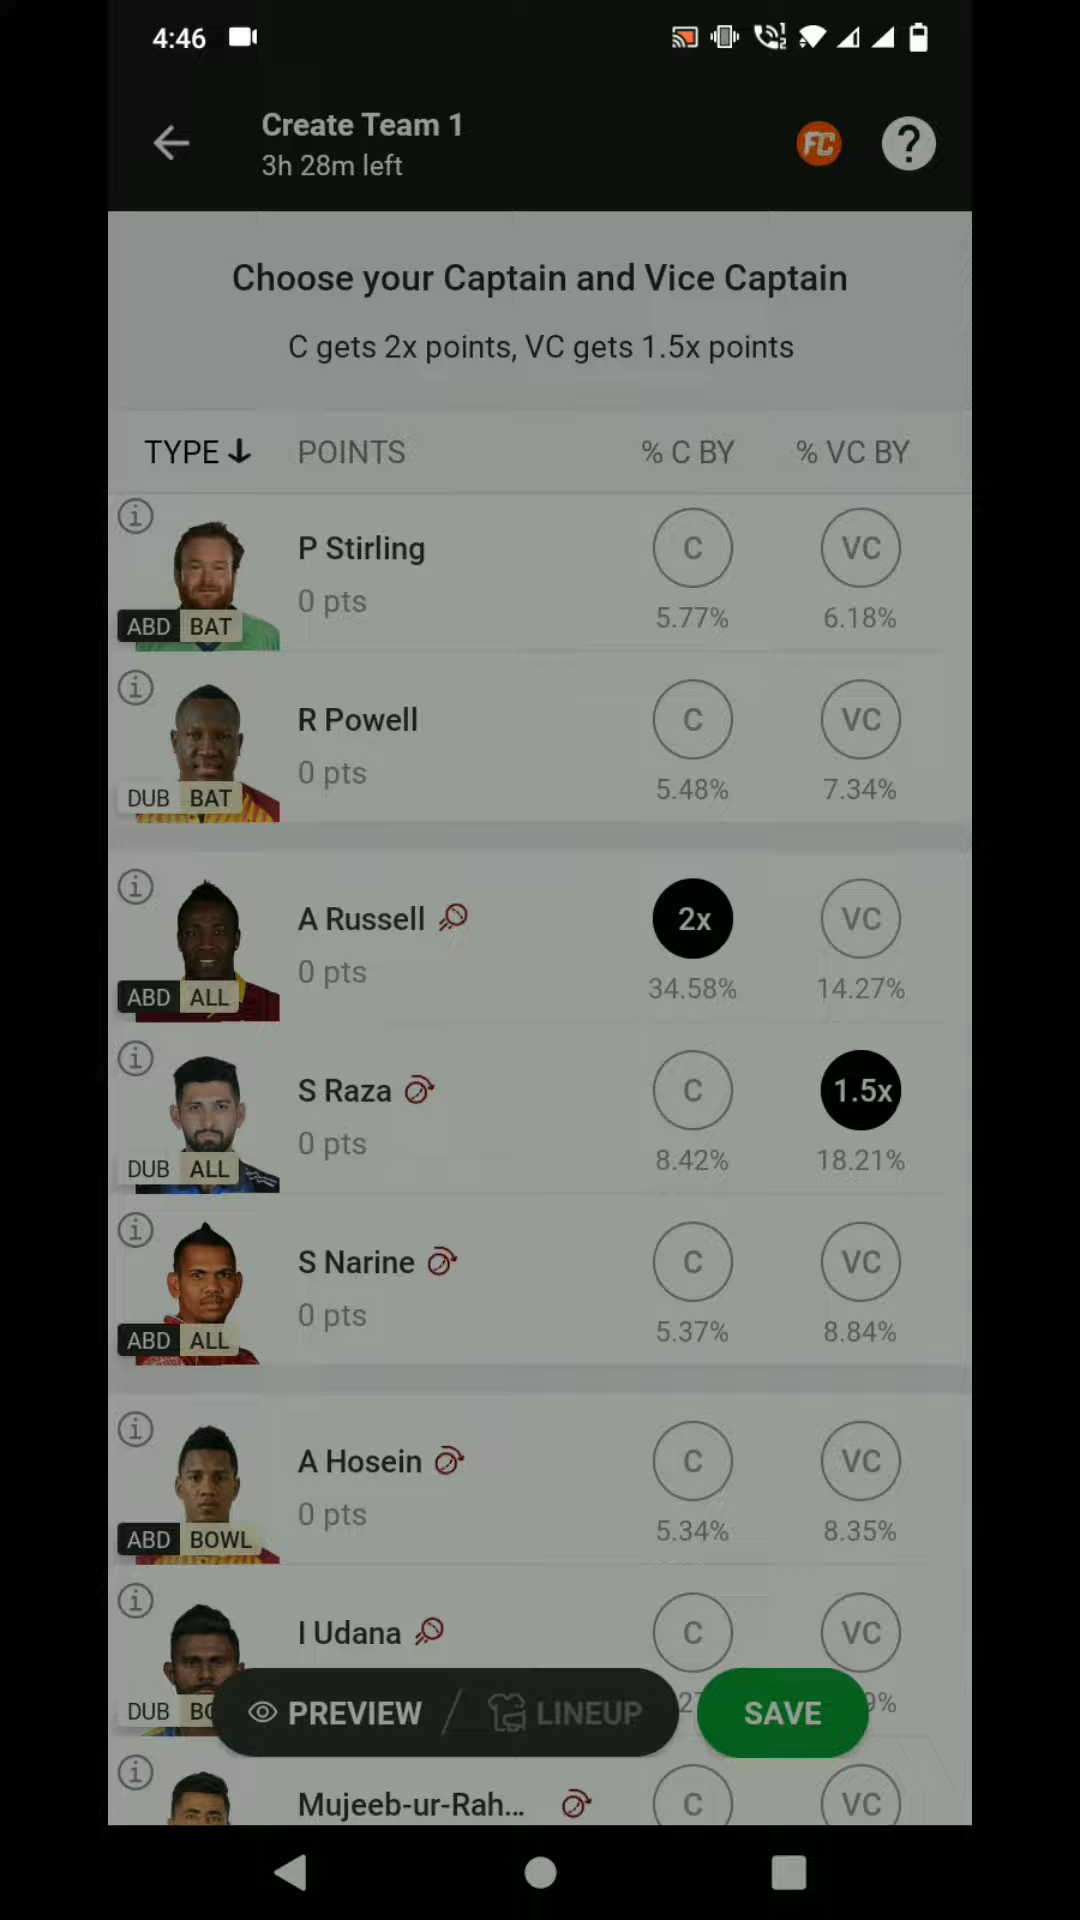 4:46
Create Team 1
3h 28m left
FC
?
Choose your Captain and Vice Captain
C gets 2x points, VC gets 1.5x points
TYPE POINTS % C BY % VC BY
P Stirling C VC
0 pts 5.77% 6.18%
ABD BAT
R Powell C VC
0 pts 5.48% 7.34%
DUB BAT
A Russell 2x VC
0 pts 34.58% 14.27%
ABD ALL
S Raza C 1.5x
0 pts 8.42% 18.21%
DUB ALL
S Narine C VC
0 pts 5.37% 8.84%
ABD ALL
A Hosein C VC
0 pts 5.34% 8.35%
ABD BOWL
I Udana C VC
DUB
PREVIEW / LINEUP SAVE
Mujeeb-ur-Rah... C VC